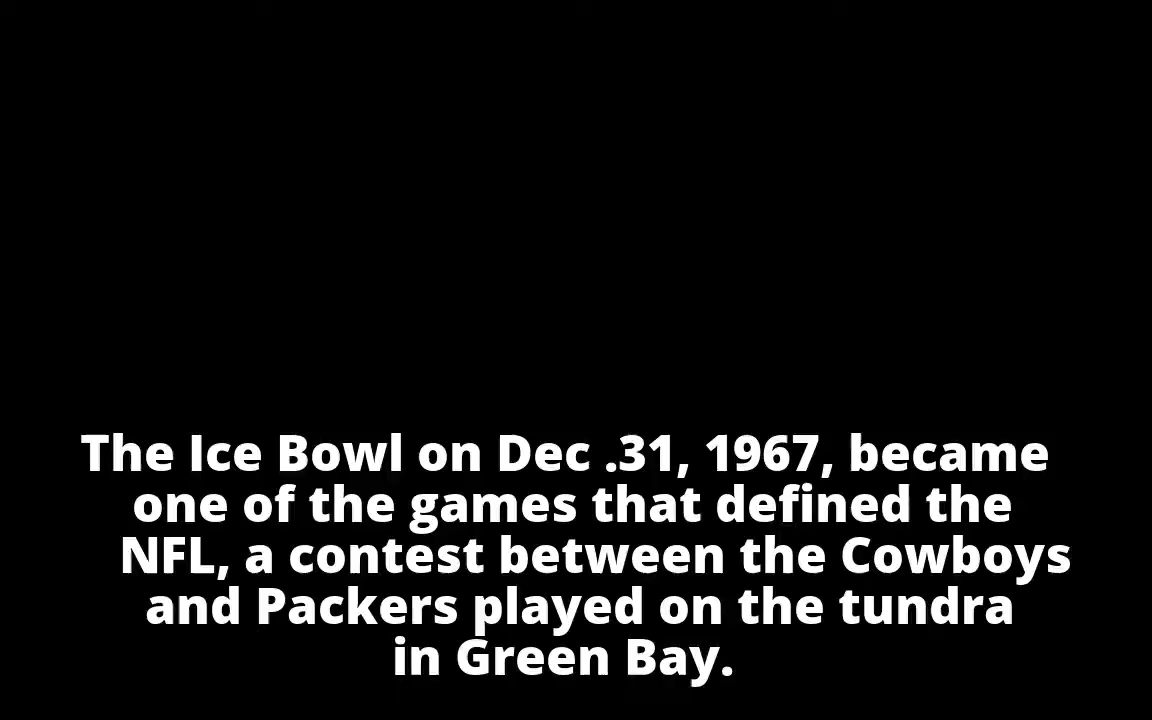 The Ice Bowl on Dec .31, 1967, became
one of the games that defined the
NFL, a contest between the Cowboys
and Packers played on the tundra
in Green Bay.